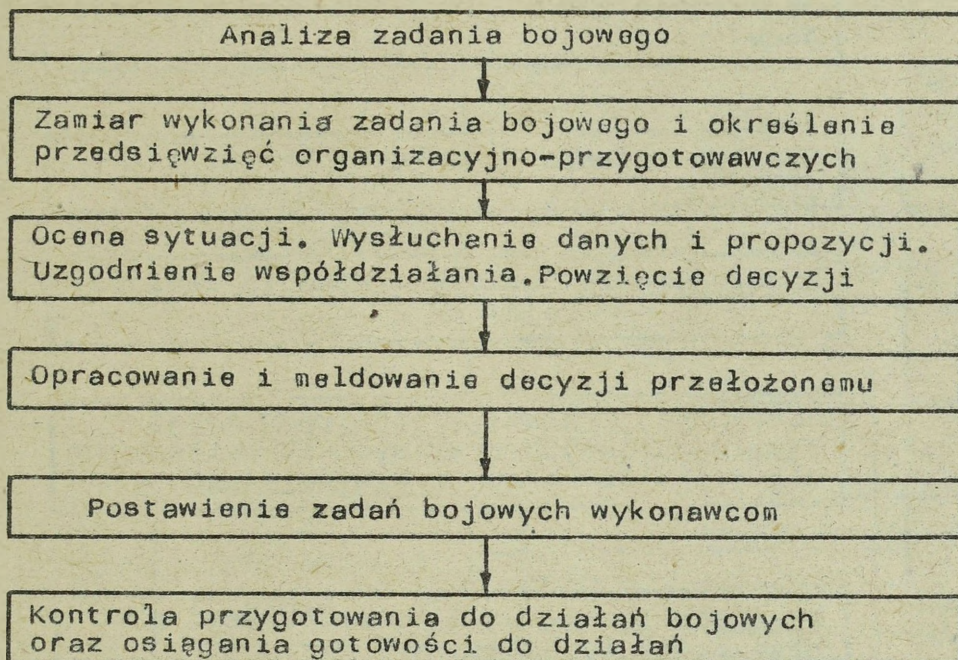 Analiza zadania bojowego
Zamiar wykonania zadania bojowego i określenie
przedsięwzięć organizacyjno-przygotowawczych
Ocena sytuacji. Wysłuchanie danych i propozycji.
Uzgodnienie współdziałania. Powzięcie decyzji
Opracowanie i meldowanie decyzji przełożonemu
Postawienie zadań bojowych wykonawcom
Kontrola przygotowania do działań bojowych
oraz osiągania gotowości do działań